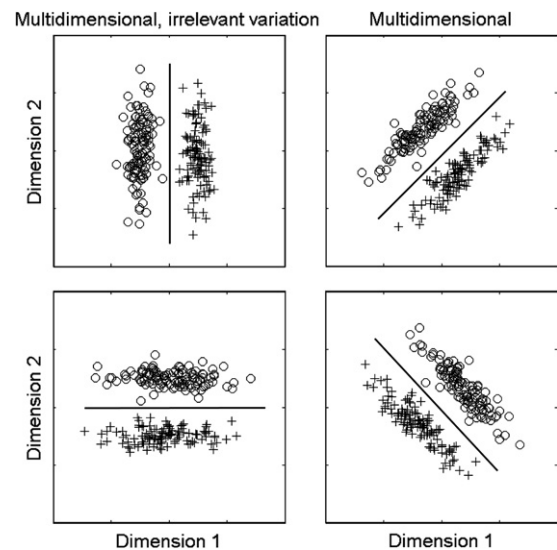 Multidimensional, irrelevant variation
Multidimensional
Dimension 2
Dimension 2
Dimension 1
Dimension 1